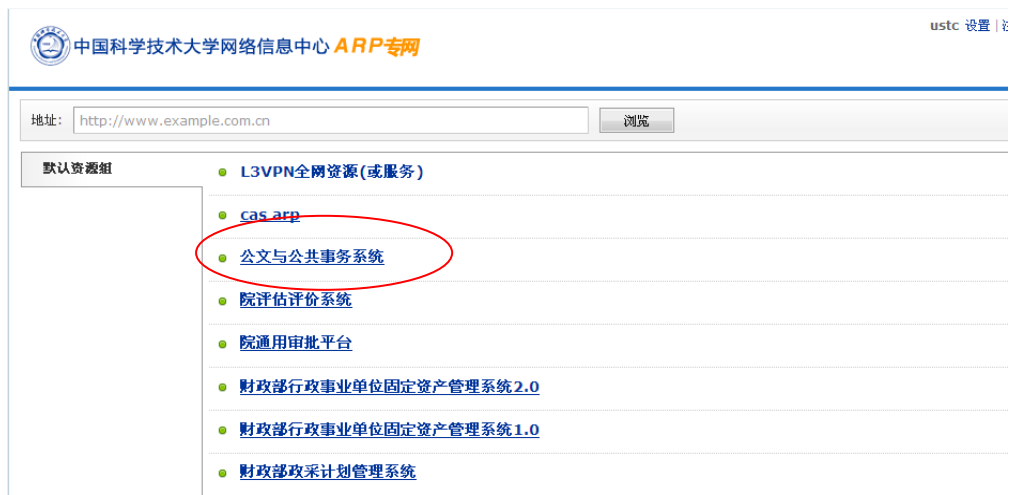 ustc 设置 | 注
中国科学技术大学网络信息中心 ARP专网
地址: http://www.example.com.cn 浏览
默认资源组
L3VPN全网资源(或服务)
cas arp
公文与公共事务系统
院评估评价系统
院通用审批平台
财政部行政事业单位固定资产管理系统2.0
财政部行政事业单位固定资产管理系统1.0
财政部政采计划管理系统